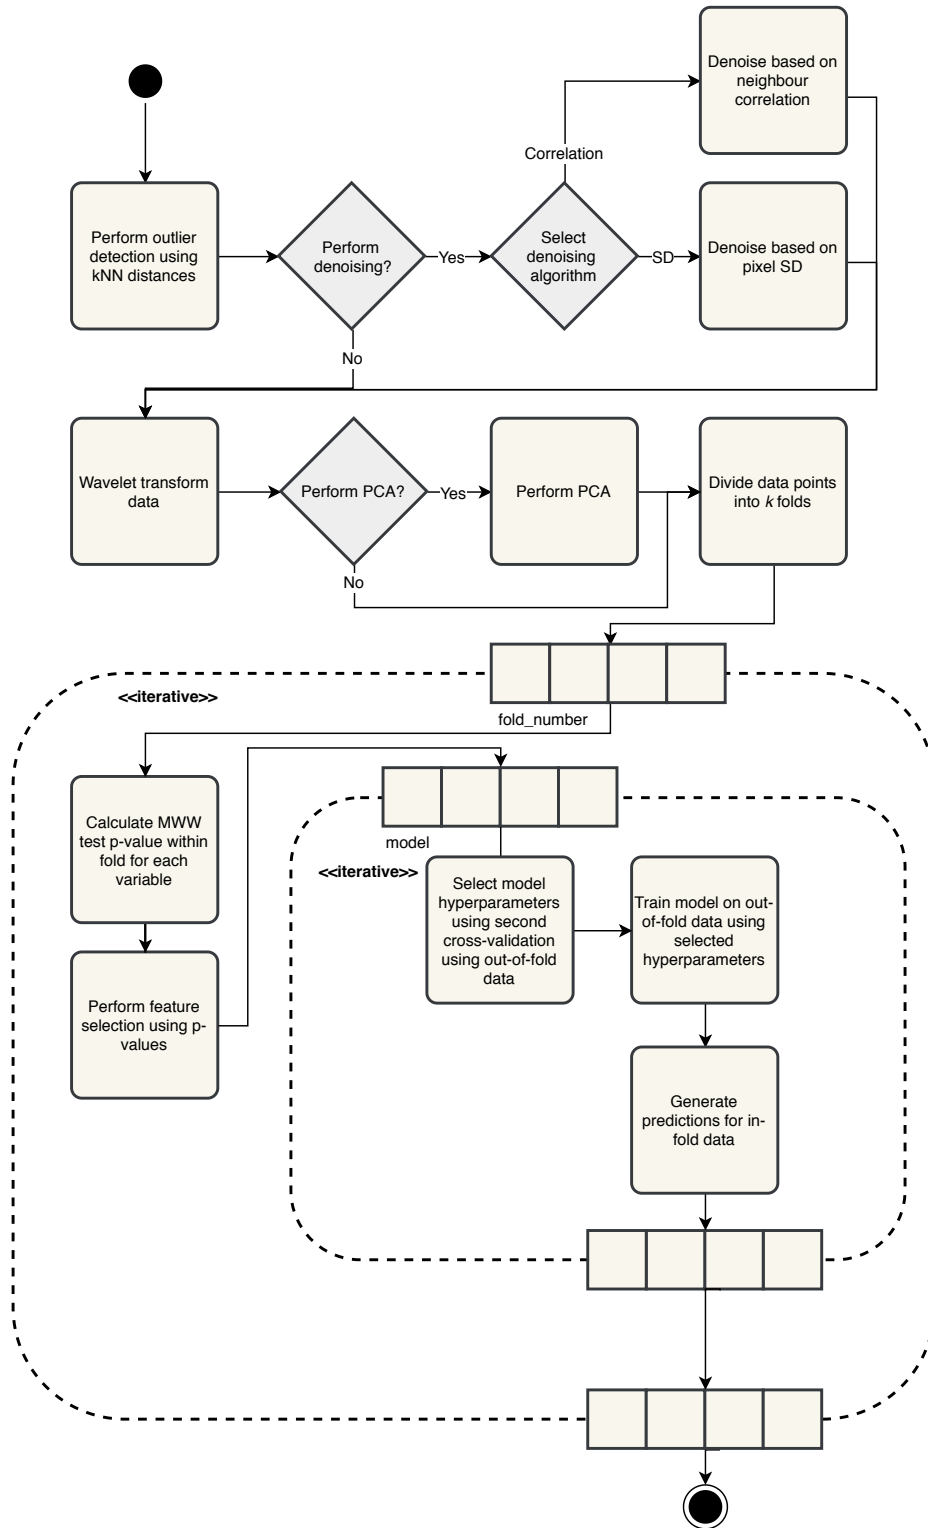 Denoise based on
neighbour
correlation
Correlation
Perform outlier
detection using
kNN distances
Perform
denoising?
Yes
Select
denoising
algorithm
SD
Denoise based on
pixel SD
No
Wavelet transform
data
Perform PCA?
Yes
Perform PCA
Divide data points
into k folds
No
<<iterative>>
fold_number
Calculate MWW
test p-value within
fold for each
variable
model
<<iterative>>
Select model
hyperparameters
using second
cross-validation
using out-of-fold
data
Train model on out-
of-fold data using
selected
hyperparameters
Perform feature
selection using p-
values
Generate
predictions for in-
fold data